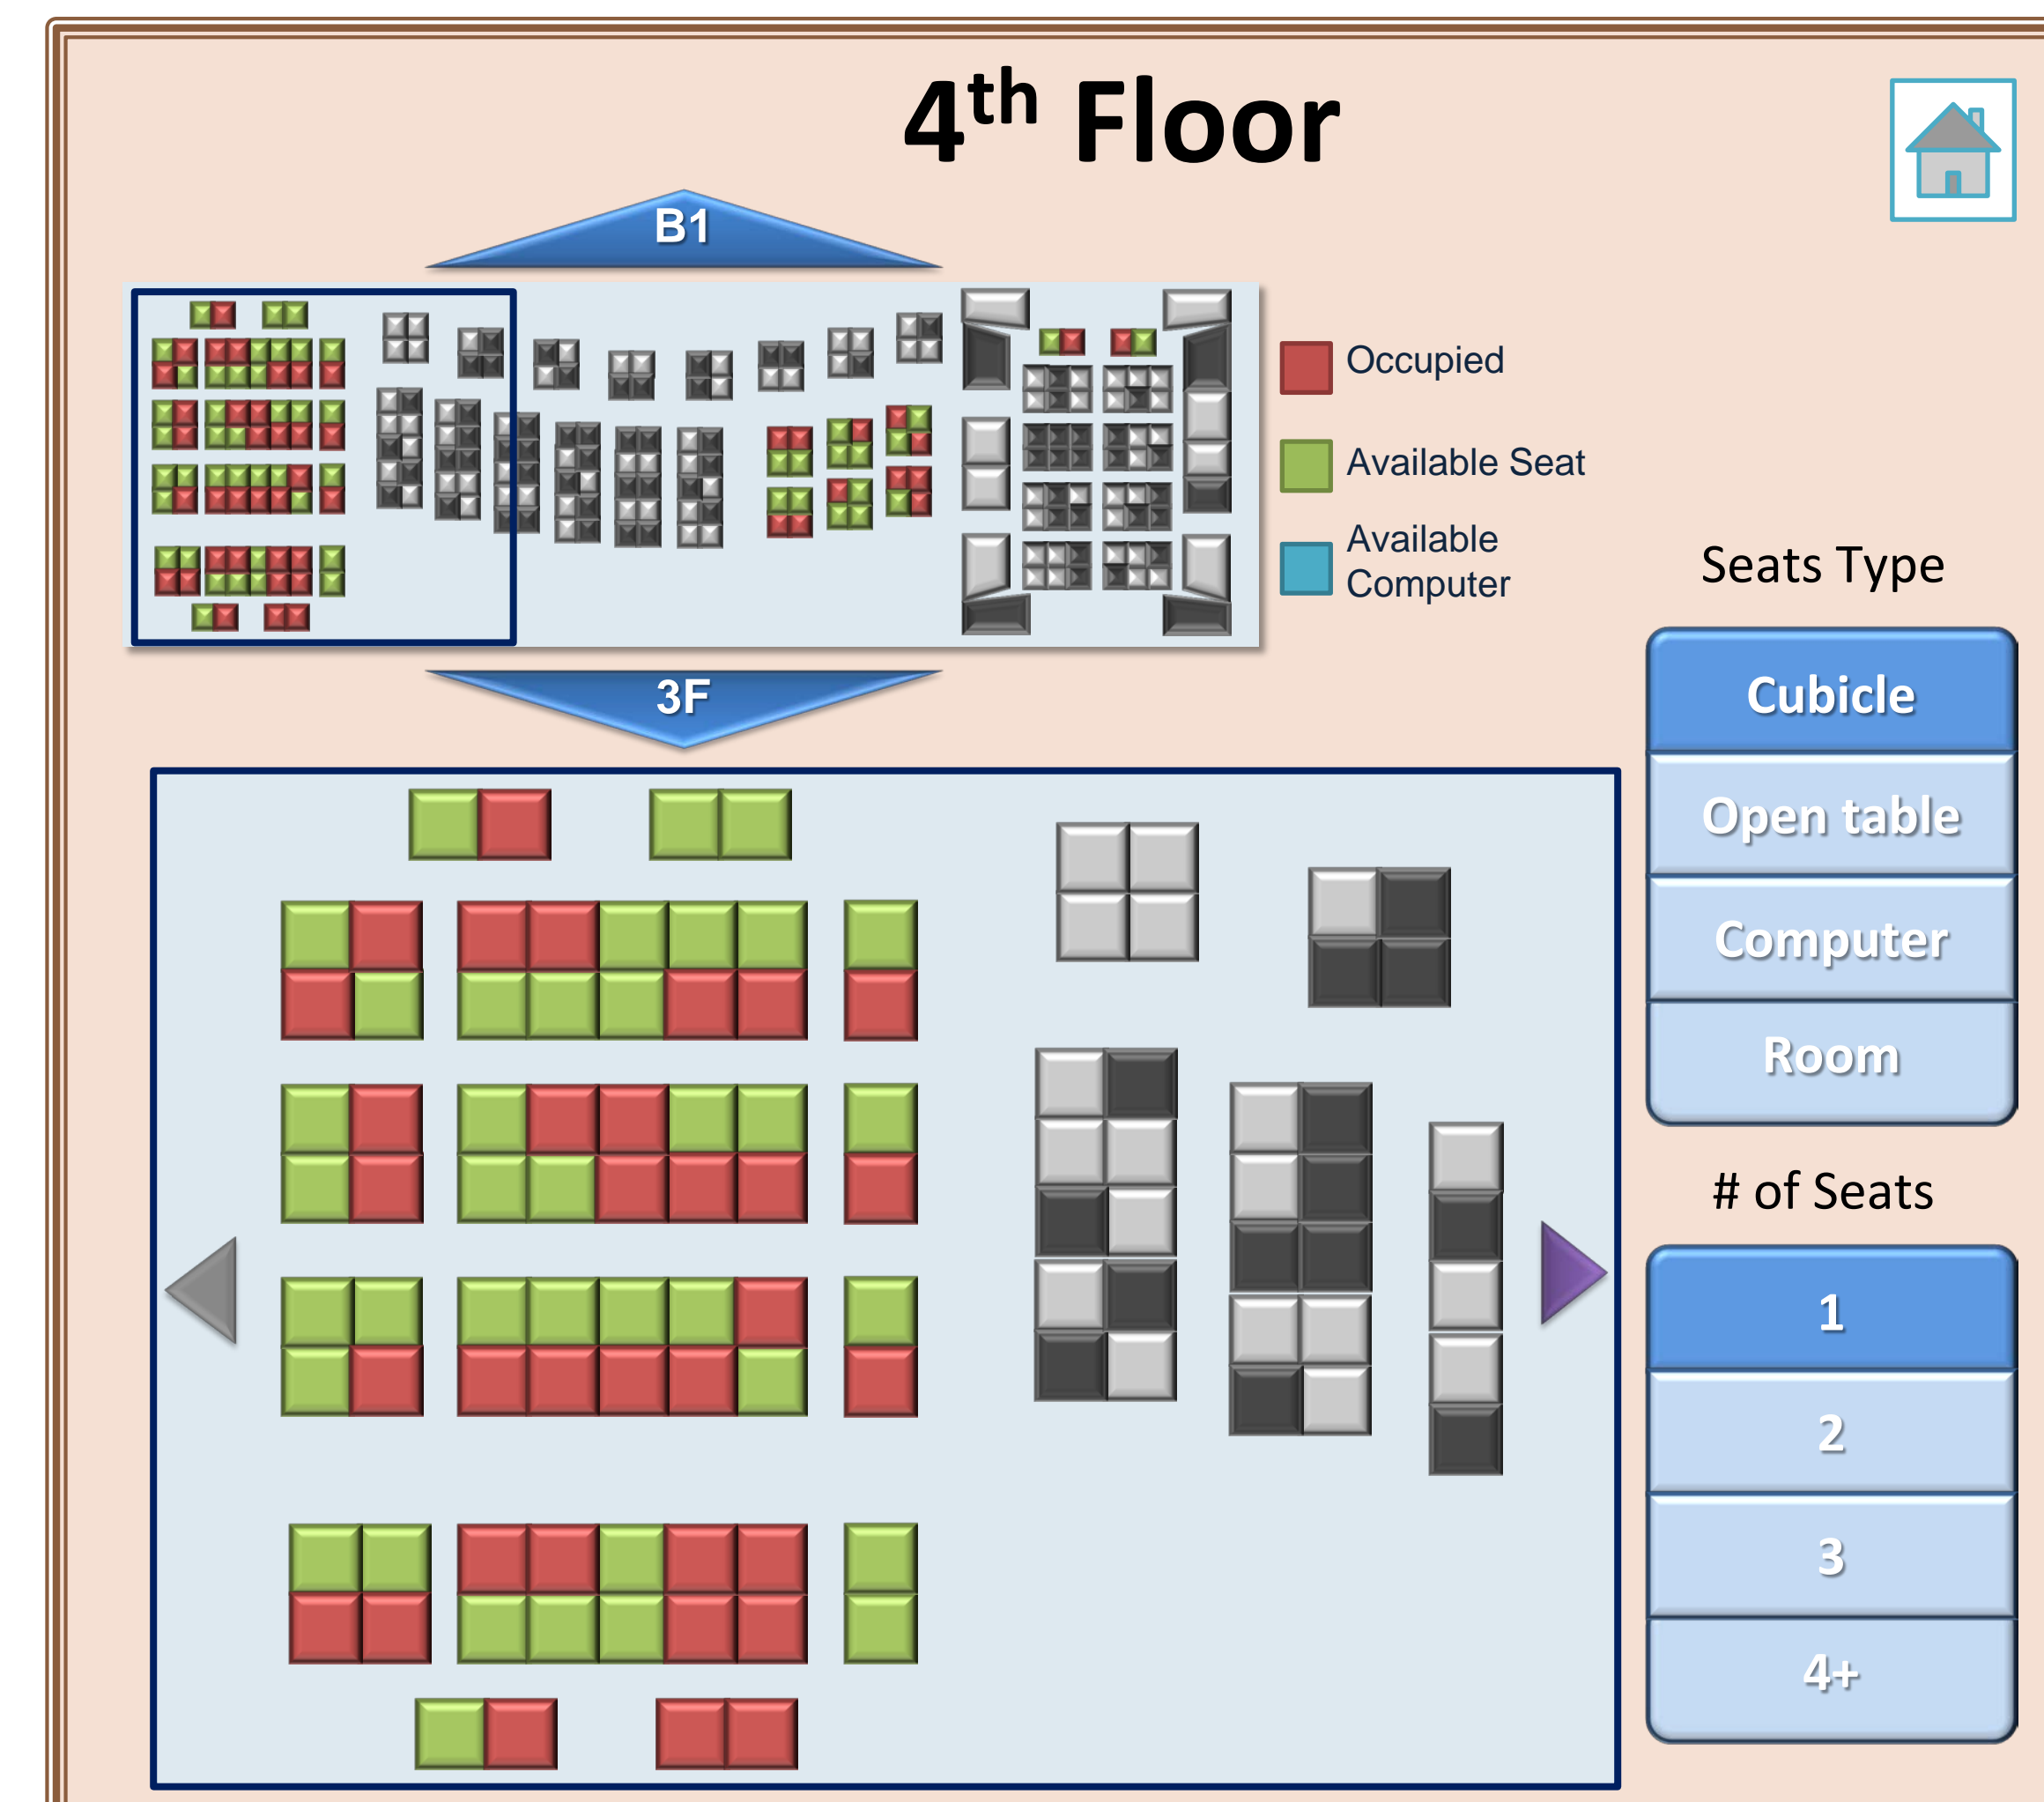 4th Floor
B1
Occupied
Available Seat
Available
Computer
3F
Seats Type
Cubicle
Open table
Computer
Room
# of Seats
1
2
3
4+